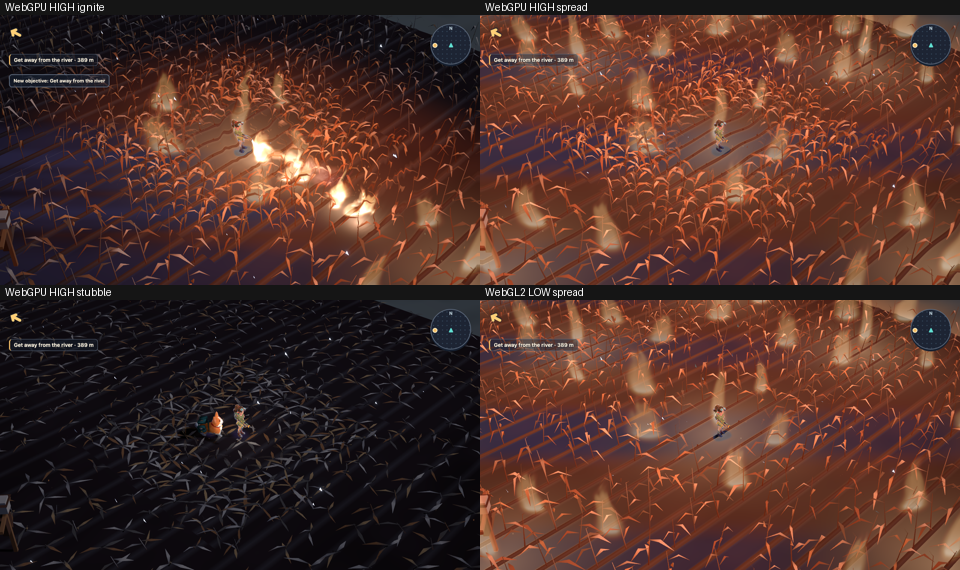 WebGPU HIGH ignite
N
Get away from the river · 389 m
New objective: Get away from the river
WebGPU HIGH spread
N
Get away from the river · 389 m
WebGPU HIGH stubble
N
Get away from the river · 389 m
WebGL2 LOW spread
N
Get away from the river · 389 m